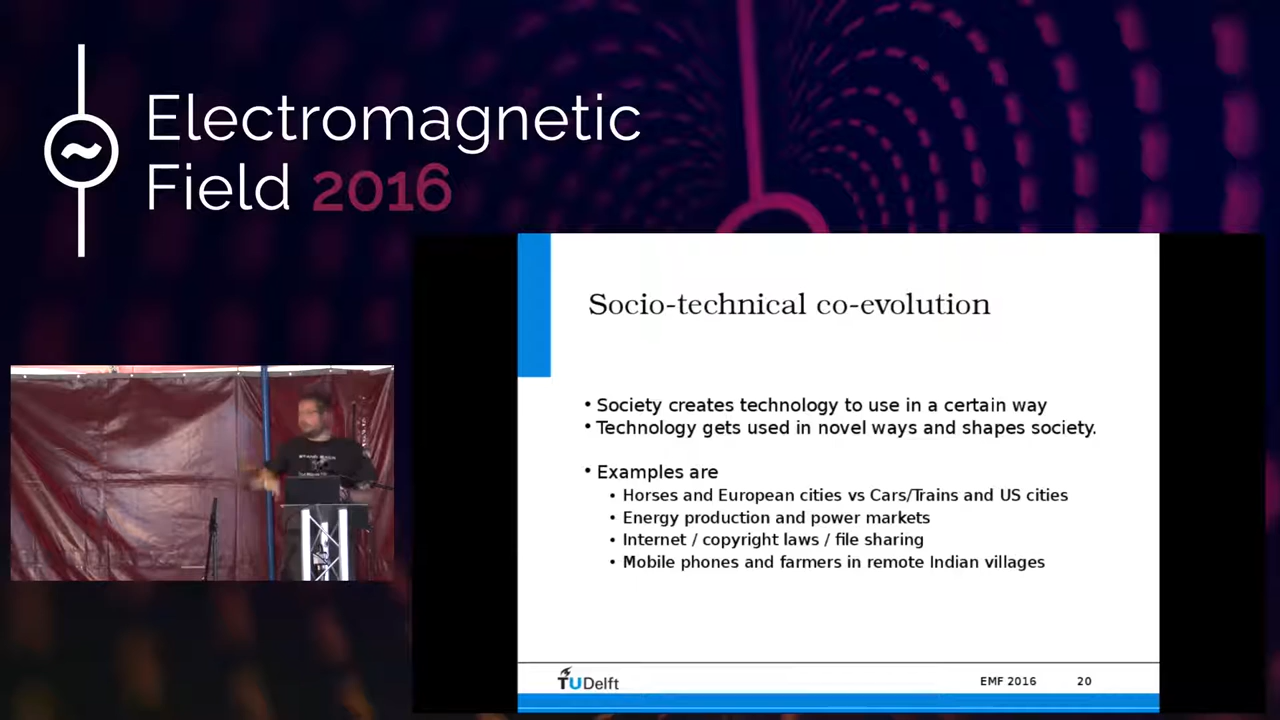 Electromagnetic
Field 2016
Socio-technical co-evolution
• Society creates technology to use in a certain way
• Technology gets used in novel ways and shapes society.
• Examples are
• Horses and European cities vs Cars/Trains and US cities
• Energy production and power markets
• Internet / copyright laws / file sharing
• Mobile phones and farmers in remote Indian villages
TUDelft
EMF 2016 20